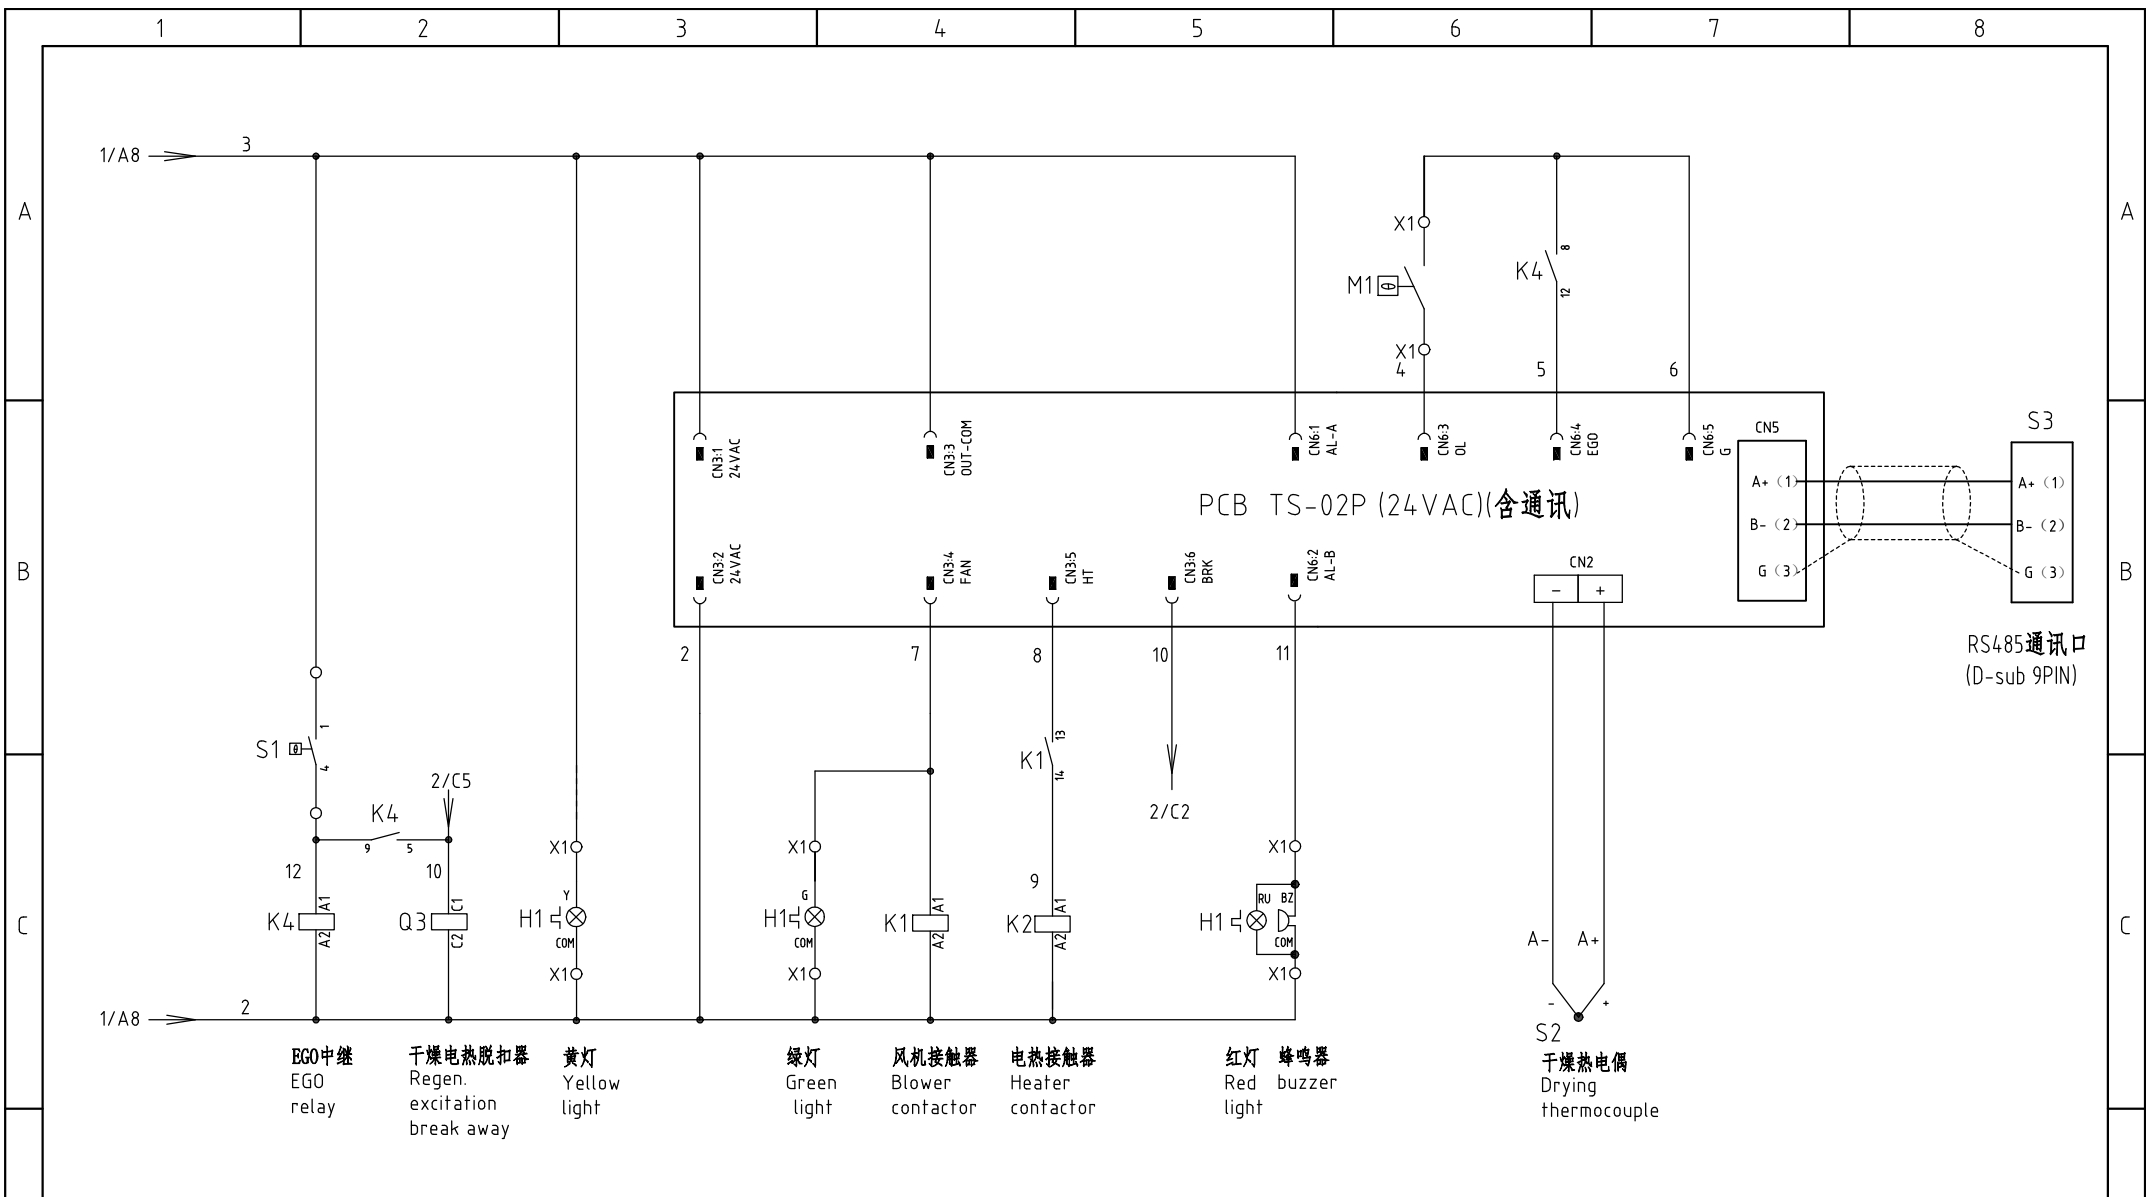 1 2 3 4 5 6 7 8
A A
B B
C C
1/A8 3
X1
M1 θ
X1
4
K4
8
12
5
6
CN3:1
24VAC
CN3:3
OUT-COM
CN6:1
AL-A
CN6:3
OL
CN6:4
EGO
CN6:5
G
CN5
A+ (1)
B- (2)
G (3)
S3
A+ (1)
B- (2)
G (3)
RS485通讯口
(D-sub 9PIN)
PCB TS-02P (24VAC)(含通讯)
CN3:2
24VAC
CN3:4
FAN
CN3:5
HT
CN3:6
BRK
CN6:2
AL-B
CN2
- +
2 7 8 10 11
S1 θ
1
4
2/C5
K4
9 5
12 10
K4
A1
A2
Q3
C1
C2
X1
Y
H1
COM
X1
X1
G
H1
COM
X1
K1
A1
A2
K1
13
14
9
K2
A1
A2
2/C2
X1
RU BZ
H1
COM
X1
A- A+
- +
S2
1/A8 2
EGO中继
EGO
relay
干燥电热脱扣器
Regen.
excitation
break away
黄灯
Yellow
light
绿灯
Green
light
风机接触器
Blower
contactor
电热接触器
Heater
contactor
红灯
Red
light
蜂鸣器
buzzer
干燥热电偶
Drying
thermocouple